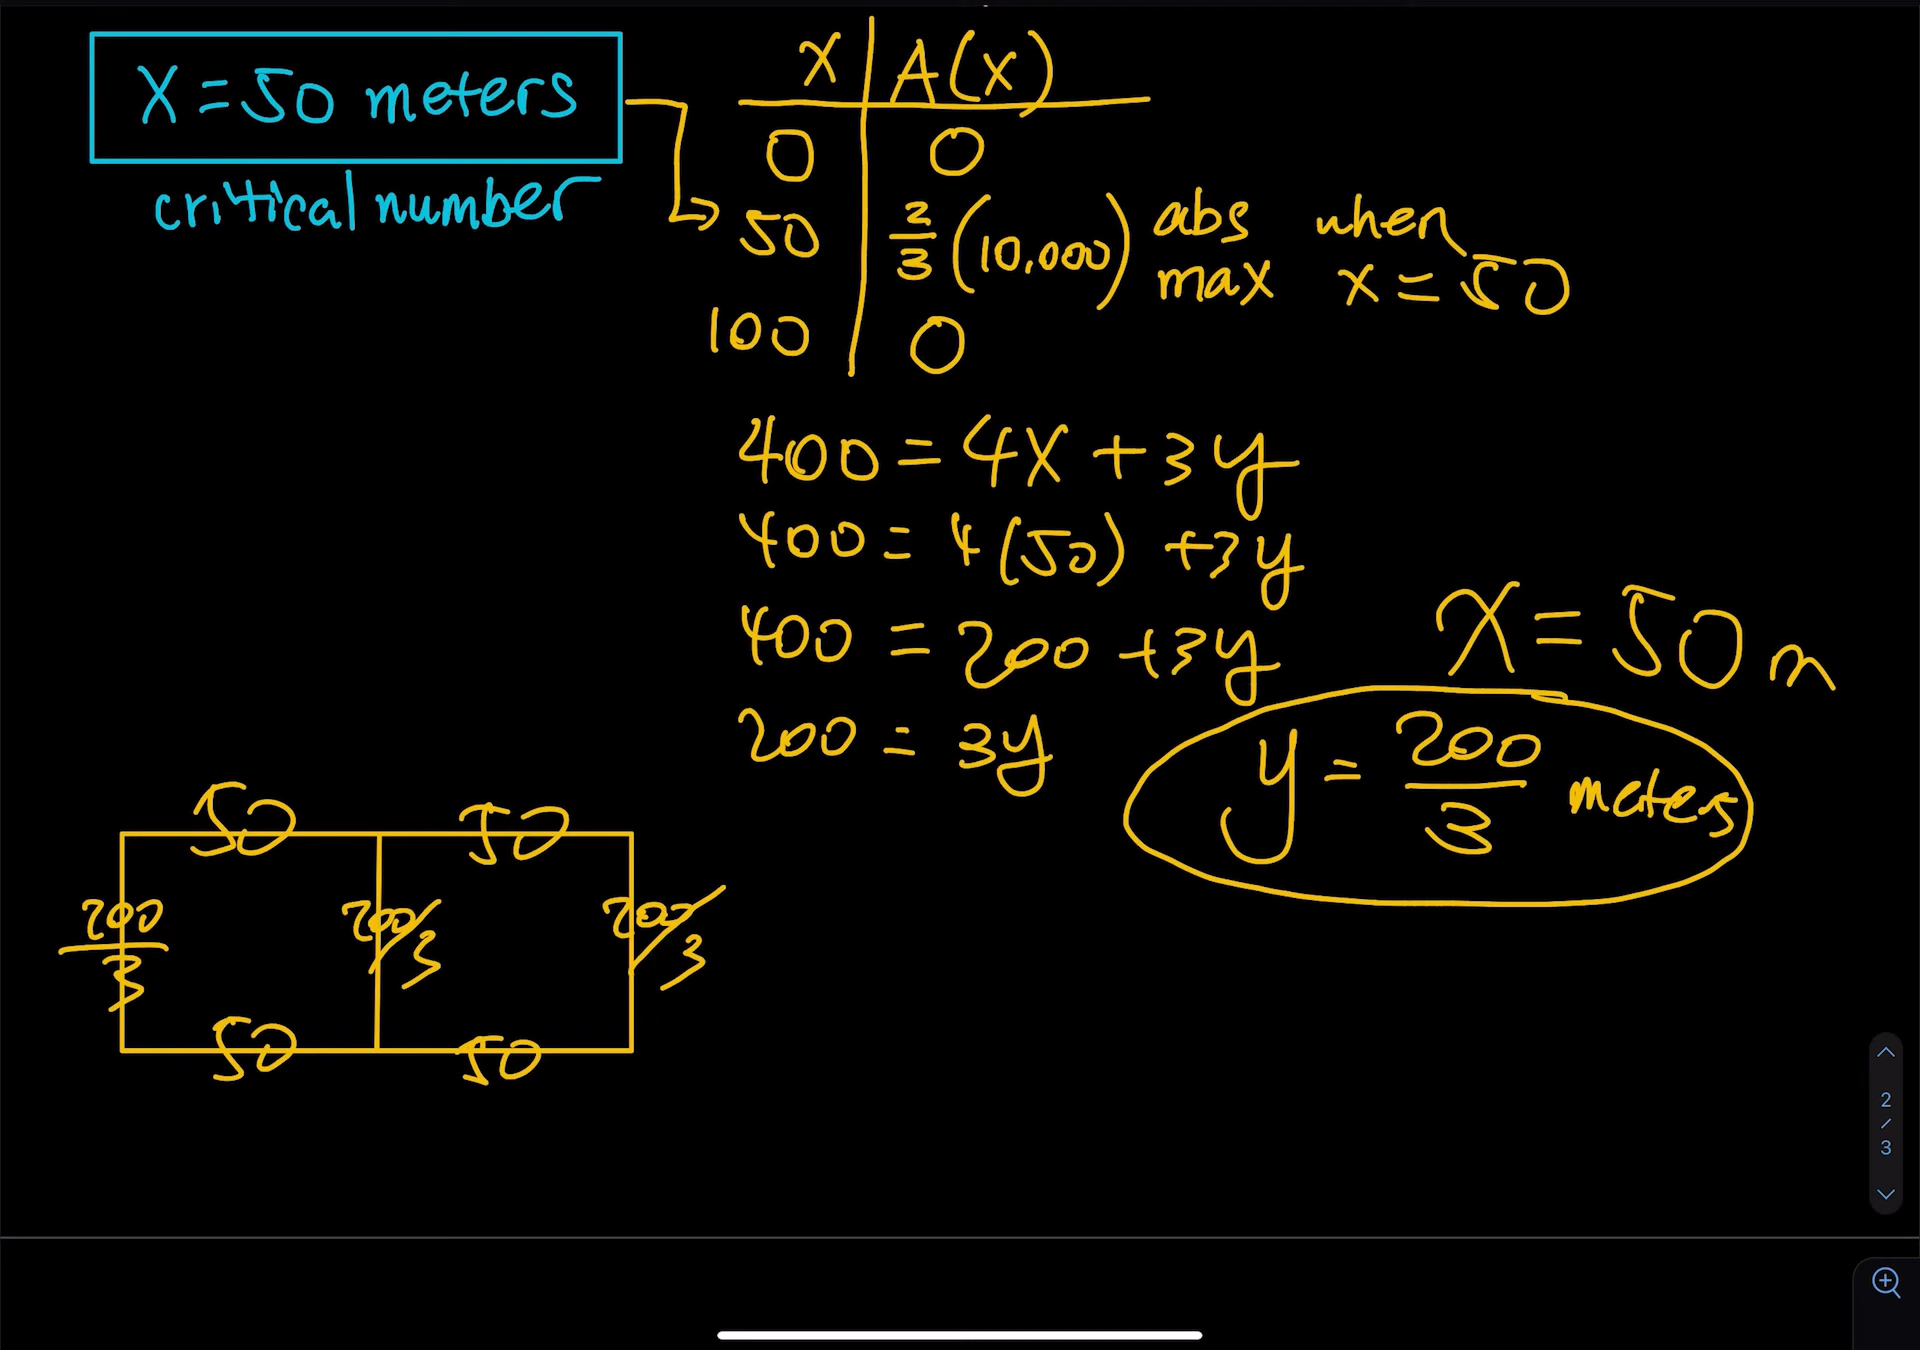 X = 50 meters
critical number
x | A(x)
0 | 0
50 | 2/3 (10,000) abs max when x = 50
100 | 0
400 = 4x + 3y
400 = 4(50) + 3y
400 = 200 + 3y
200 = 3y
x = 50 m
y = 200/3 meters
50 50
200/3 200/3 200/3
50 50
2/3